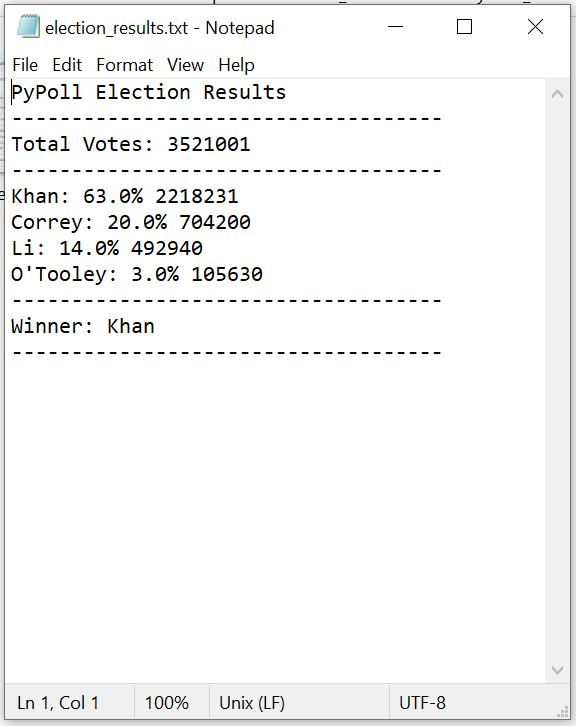 election_results.txt - Notepad
File Edit Format View Help
PyPoll Election Results
------------------------------------
Total Votes: 3521001
------------------------------------
Khan: 63.0% 2218231
Correy: 20.0% 704200
Li: 14.0% 492940
O'Tooley: 3.0% 105630
------------------------------------
Winner: Khan
------------------------------------
Ln 1, Col 1 100% Unix (LF) UTF-8